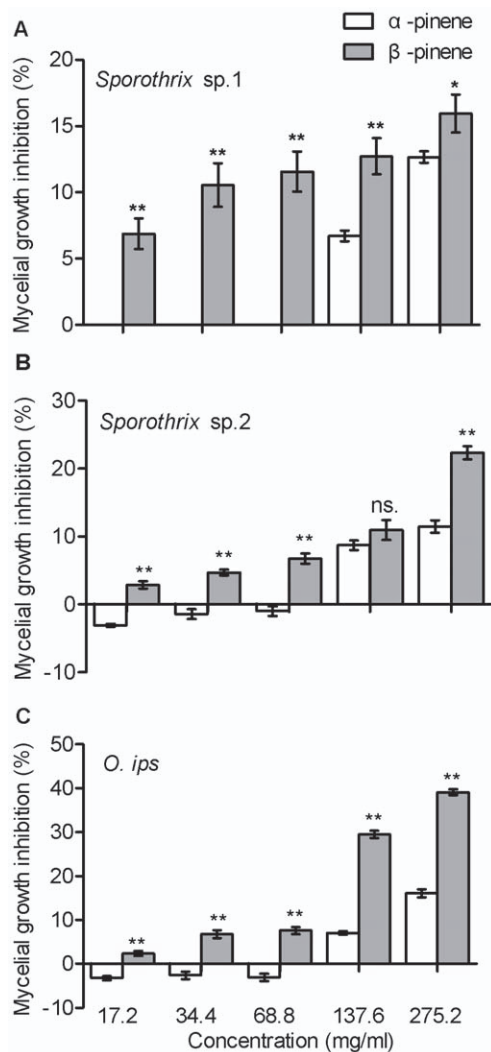 A
α -pinene
β -pinene
Sporothrix sp.1
Mycelial growth inhibition (%)
20
15
10
5
0
**
**
**
**
*
B
Sporothrix sp.2
Mycelial growth inhibition (%)
30
20
10
0
-10
**
**
**
ns.
**
C
O. ips
Mycelial growth inhibition (%)
50
40
30
20
10
0
-10
**
**
**
**
**
17.2 34.4 68.8 137.6 275.2
Concentration (mg/ml)